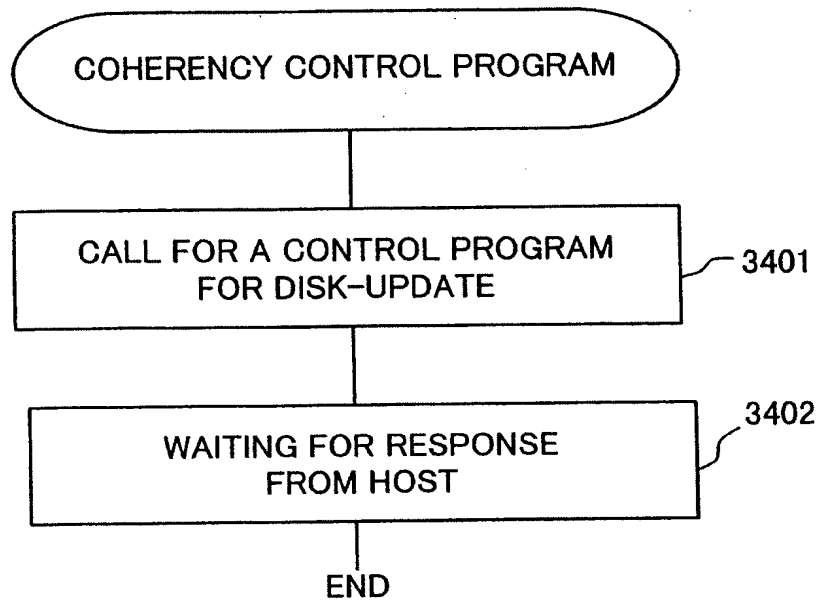 COHERENCY CONTROL PROGRAM
CALL FOR A CONTROL PROGRAM
FOR DISK-UPDATE
3401
WAITING FOR RESPONSE
FROM HOST
3402
END